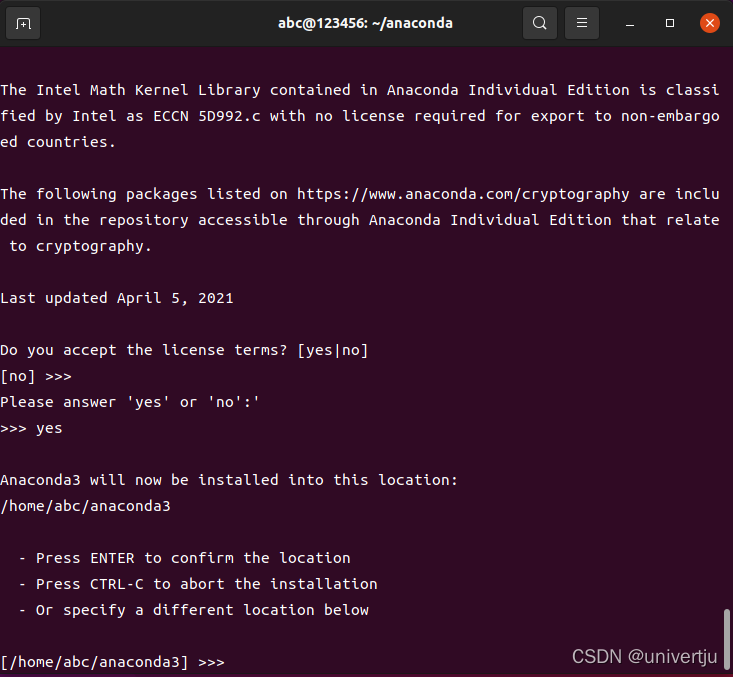 abc@123456: ~/anaconda
The Intel Math Kernel Library contained in Anaconda Individual Edition is classi
fied by Intel as ECCN 5D992.c with no license required for export to non-embargo
ed countries.
The following packages listed on https://www.anaconda.com/cryptography are inclu
ded in the repository accessible through Anaconda Individual Edition that relate
 to cryptography.
Last updated April 5, 2021
Do you accept the license terms? [yes|no]
[no] >>>
Please answer 'yes' or 'no':'
>>> yes
Anaconda3 will now be installed into this location:
/home/abc/anaconda3
  - Press ENTER to confirm the location
  - Press CTRL-C to abort the installation
  - Or specify a different location below
[/home/abc/anaconda3] >>>
CSDN @univertju